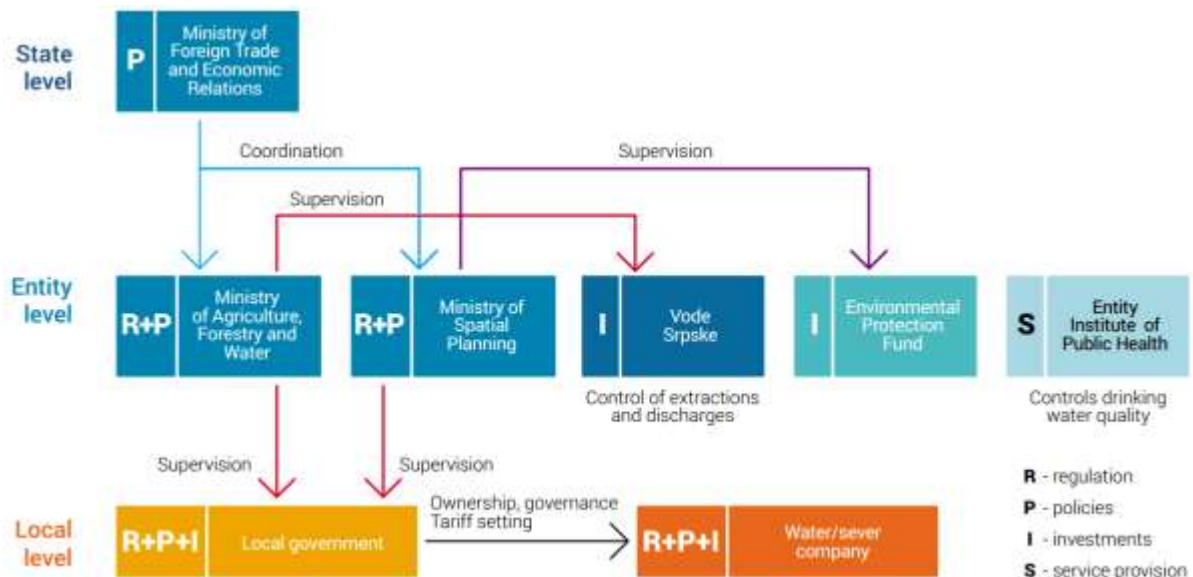 State
level
P
Ministry of
Foreign Trade
and Economic
Relations
Coordination
Supervision
Supervision
Entity
level
R+P
Ministry
of Agriculture,
Forestry and
Water
R+P
Ministry of
Spatial
Planning
I
Vode
Srpske
I
Environmental
Protection
Fund
S
Entity
Institute of
Public Health
Control of extractions
and discharges
Controls drinking
water quality
Supervision
Supervision
Ownership, governance
Tariff setting
Local
level
R+P+I
Local government
R+P+I
Water/sever
company
R - regulation
P - policies
I - investments
S - service provision